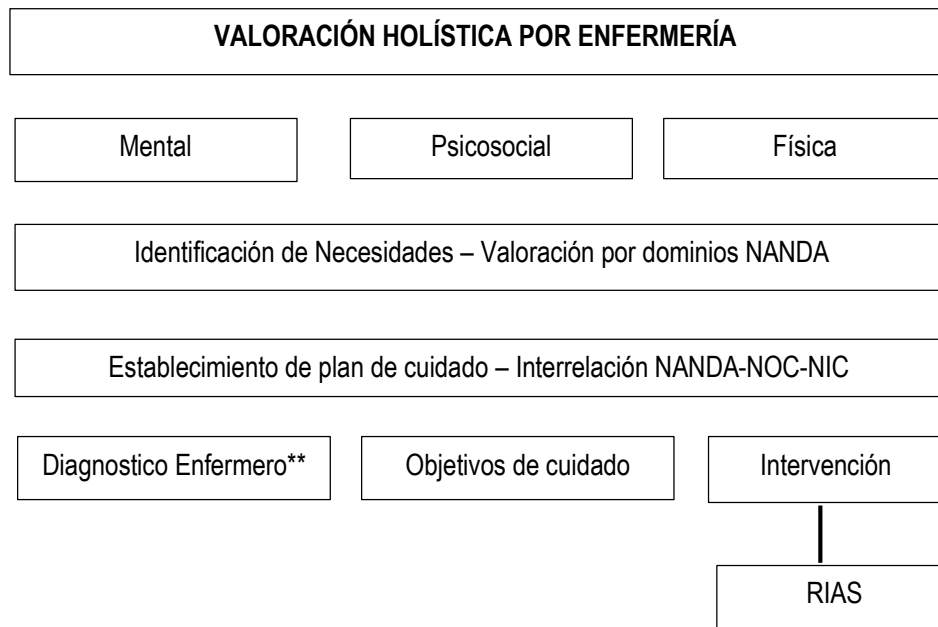 VALORACIÓN HOLÍSTICA POR ENFERMERÍA
Mental
Psicosocial
Física
Identificación de Necesidades – Valoración por dominios NANDA
Establecimiento de plan de cuidado – Interrelación NANDA-NOC-NIC
Diagnostico Enfermero**
Objetivos de cuidado
Intervención
RIAS